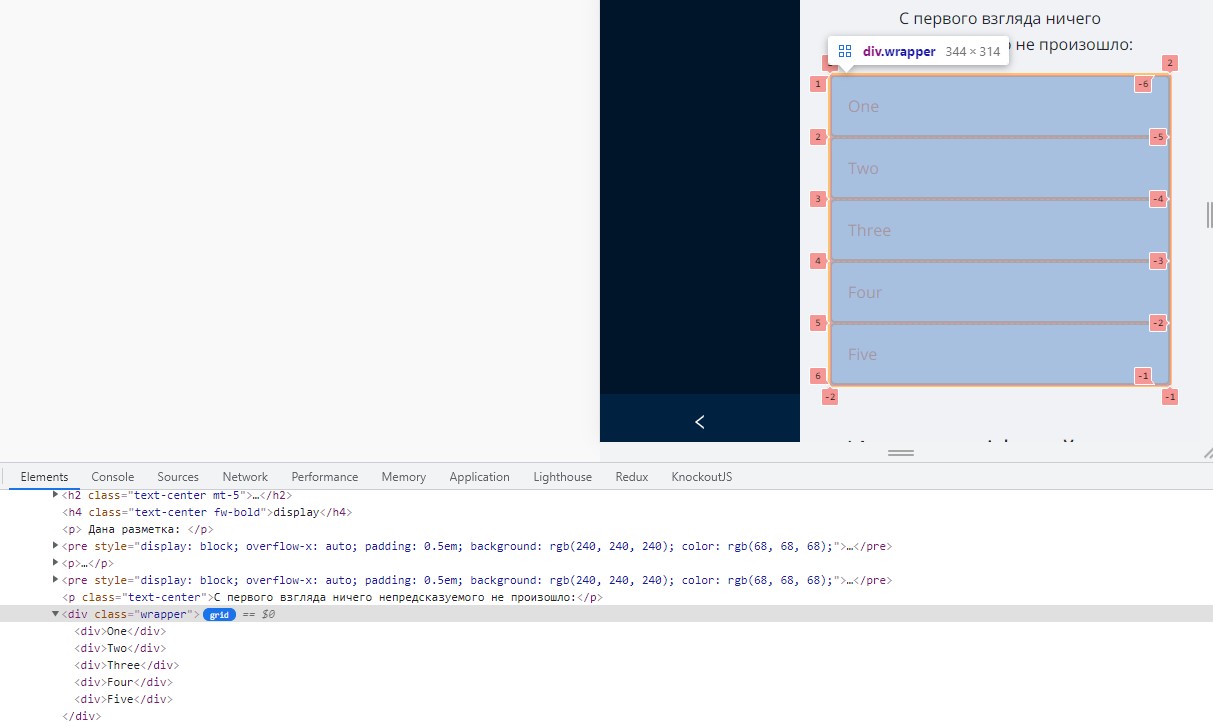 С первого взгляда ничего
не произошло:
div.wrapper 344 × 314
2
1
-6
One
2
-5
Two
3
-4
Three
4
-3
Four
5
-2
Five
6
-1
-2
-1
Elements Console Sources Network Performance Memory Application Lighthouse Redux KnockoutJS
<h2 class="text-center mt-5">…</h2>
<h4 class="text-center fw-bold">display</h4>
<p> Дана разметка: </p>
<pre style="display: block; overflow-x: auto; padding: 0.5em; background: rgb(240, 240, 240); color: rgb(68, 68, 68);">…</pre>
<p>…</p>
<pre style="display: block; overflow-x: auto; padding: 0.5em; background: rgb(240, 240, 240); color: rgb(68, 68, 68);">…</pre>
<p class="text-center">С первого взгляда ничего непредсказуемого не произошло:</p>
<div class="wrapper"> grid == $0
<div>One</div>
<div>Two</div>
<div>Three</div>
<div>Four</div>
<div>Five</div>
</div>